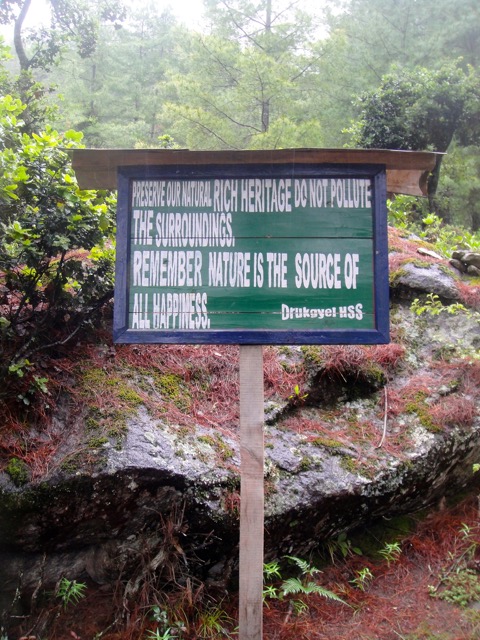 PRESERVE OUR NATURAL RICH HERITAGE DO NOT POLLUTE
THE SURROUNDINGS.
REMEMBER NATURE IS THE SOURCE OF
ALL HAPPINESS.
Drukgyel HSS